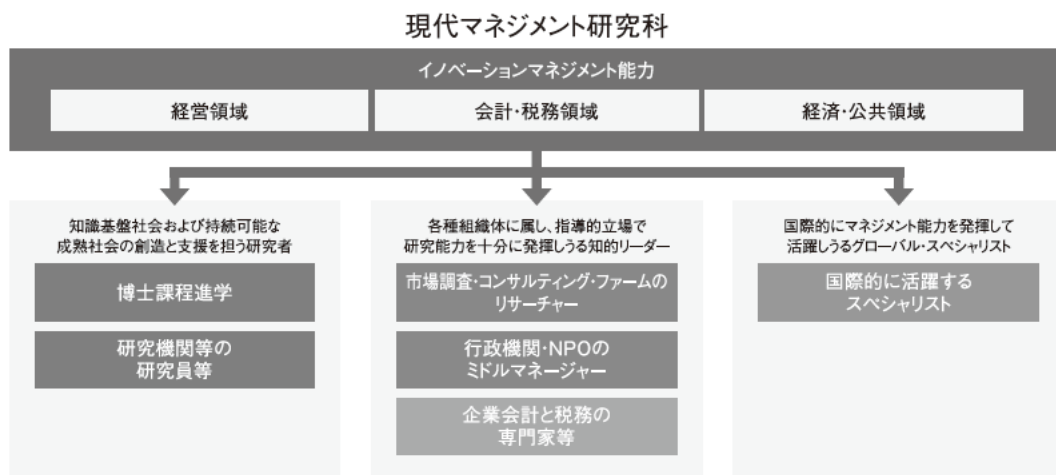 現代マネジメント研究科
イノベーションマネジメント能力
経営領域
会計・税務領域
経済・公共領域
知識基盤社会および持続可能な
成熟社会の創造と支援を担う研究者
博士課程進学
研究機関等の
研究員等
各種組織体に属し、指導的立場で
研究能力を十分に発揮しうる知的リーダー
市場調査・コンサルティング・ファームの
リサーチャー
行政機関・NPOの
ミドルマネージャー
企業会計と税務の
専門家等
国際的にマネジメント能力を発揮して
活躍しうるグローバル・スペシャリスト
国際的に活躍する
スペシャリスト